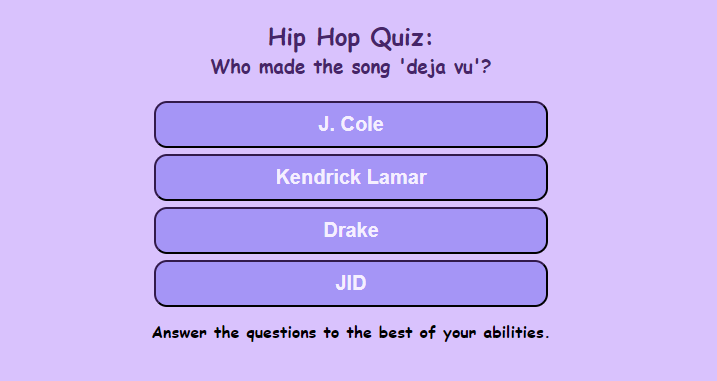 Hip Hop Quiz:
Who made the song 'deja vu'?
J. Cole
Kendrick Lamar
Drake
JID
Answer the questions to the best of your abilities.